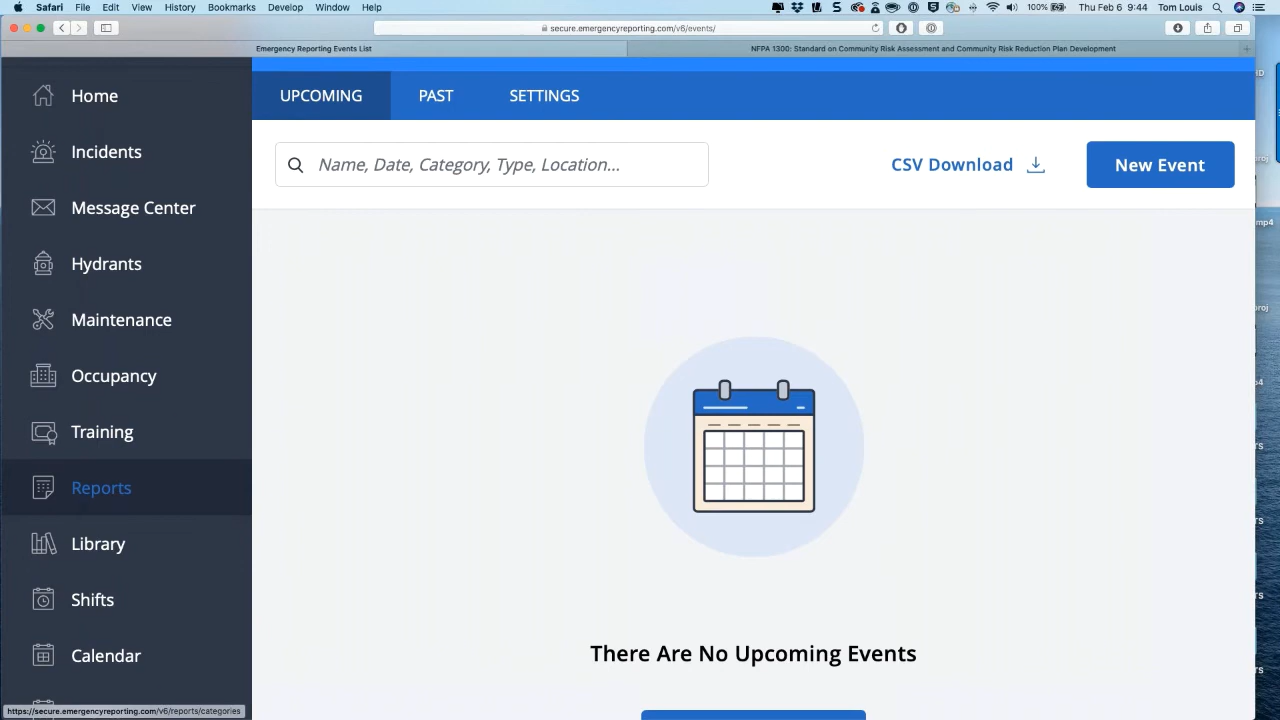 Safari File Edit View History Bookmarks Develop Window Help
100% Thu Feb 6 9:44 Tom Louis
secure.emergencyreporting.com/v6/events/
Emergency Reporting Events List
NFPA 1300: Standard on Community Risk Assessment and Community Risk Reduction Plan Development
Home
Incidents
Message Center
Hydrants
Maintenance
Occupancy
Training
Reports
Library
Shifts
Calendar
https://secure.emergencyreporting.com/v6/reports/categories
UPCOMING PAST SETTINGS
Name, Date, Category, Type, Location...
CSV Download
New Event
There Are No Upcoming Events